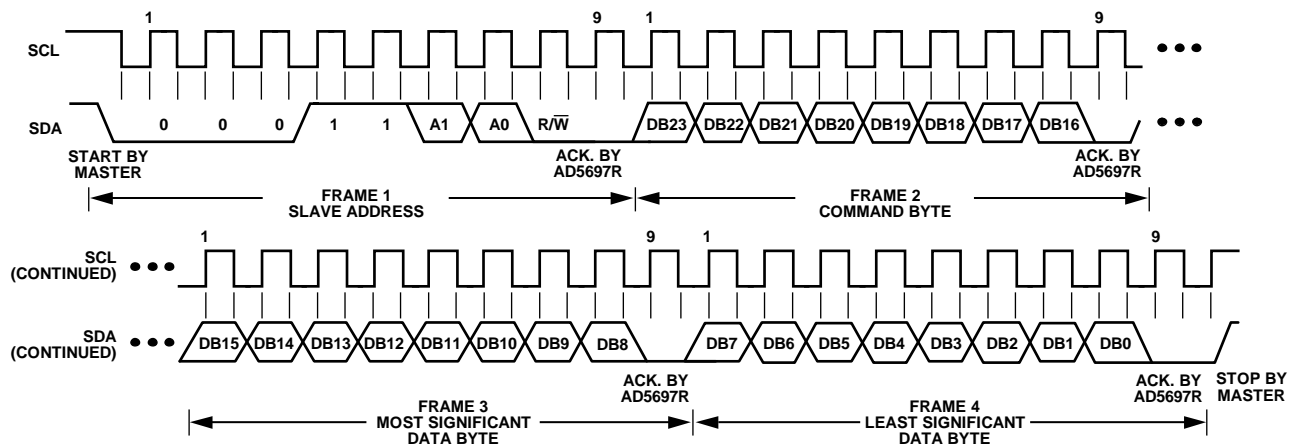 1 9 1 9
SCL
SDA 0 0 0 1 1 A1 A0 R/W̅ DB23 DB22 DB21 DB20 DB19 DB18 DB17 DB16
START BY
MASTER
ACK. BY
AD5697R
ACK. BY
AD5697R
FRAME 1
SLAVE ADDRESS
FRAME 2
COMMAND BYTE
1 9 1 9
SCL
(CONTINUED)
SDA
(CONTINUED)
DB15 DB14 DB13 DB12 DB11 DB10 DB9 DB8 DB7 DB6 DB5 DB4 DB3 DB2 DB1 DB0
ACK. BY
AD5697R
ACK. BY
AD5697R
STOP BY
MASTER
FRAME 3
MOST SIGNIFICANT
DATA BYTE
FRAME 4
LEAST SIGNIFICANT
DATA BYTE